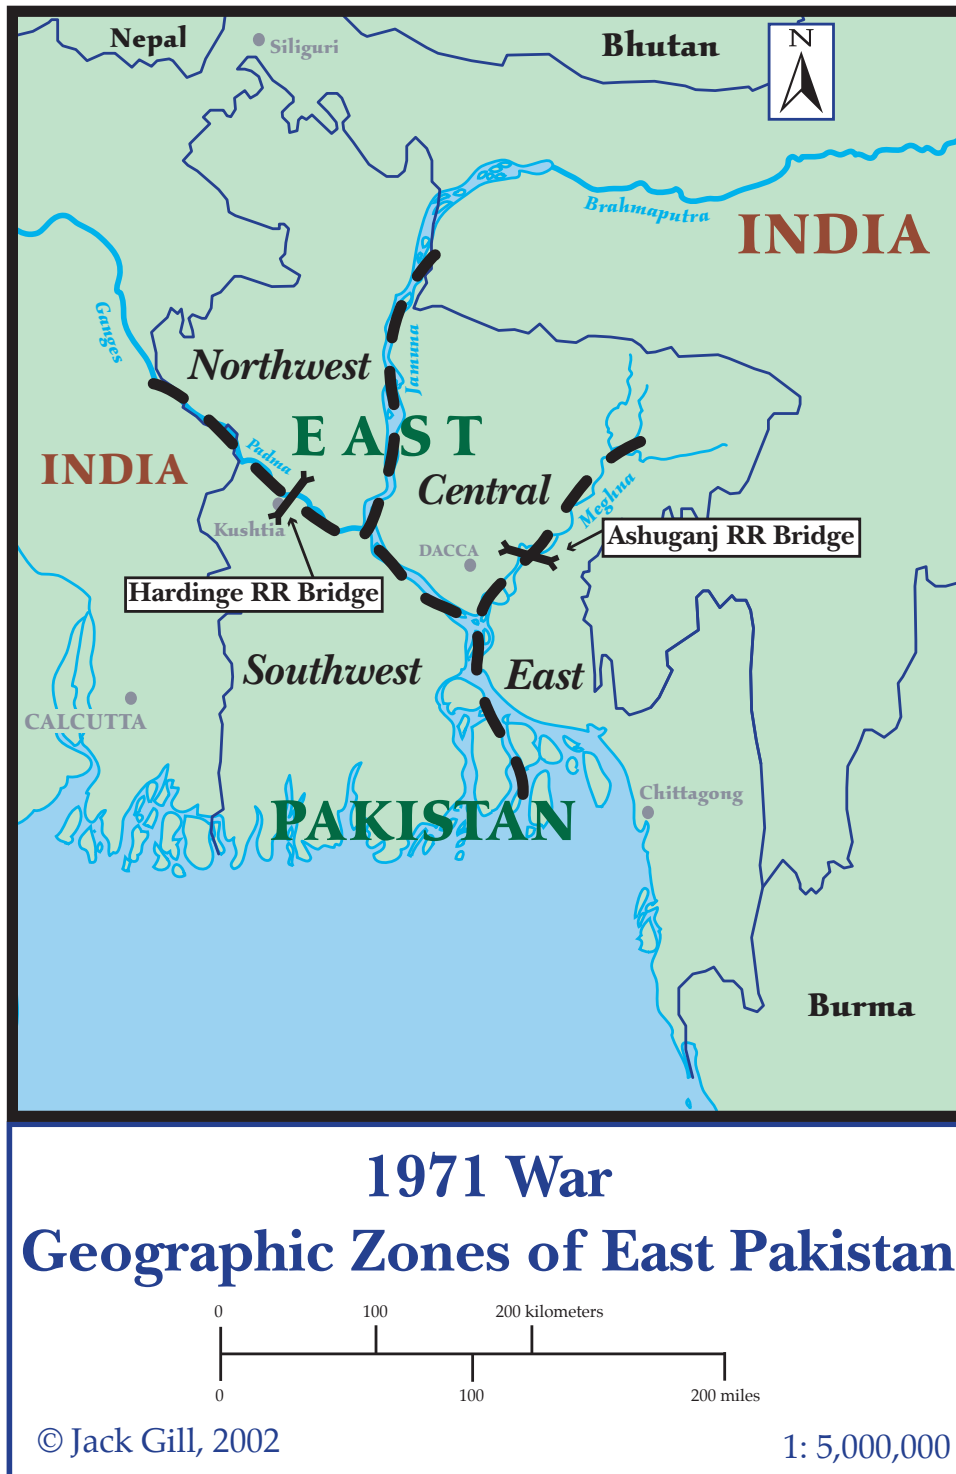 Nepal
Siliguri
Bhutan
N
Brahmaputra
INDIA
Ganges
Jamuna
Northwest
EAST
Padma
INDIA
Central
Meghna
Kushtia
DACCA
Ashuganj RR Bridge
Hardinge RR Bridge
Southwest
East
CALCUTTA
Chittagong
PAKISTAN
Burma
1971 War
Geographic Zones of East Pakistan
0 100 200 kilometers
0 100 200 miles
© Jack Gill, 2002
1: 5,000,000